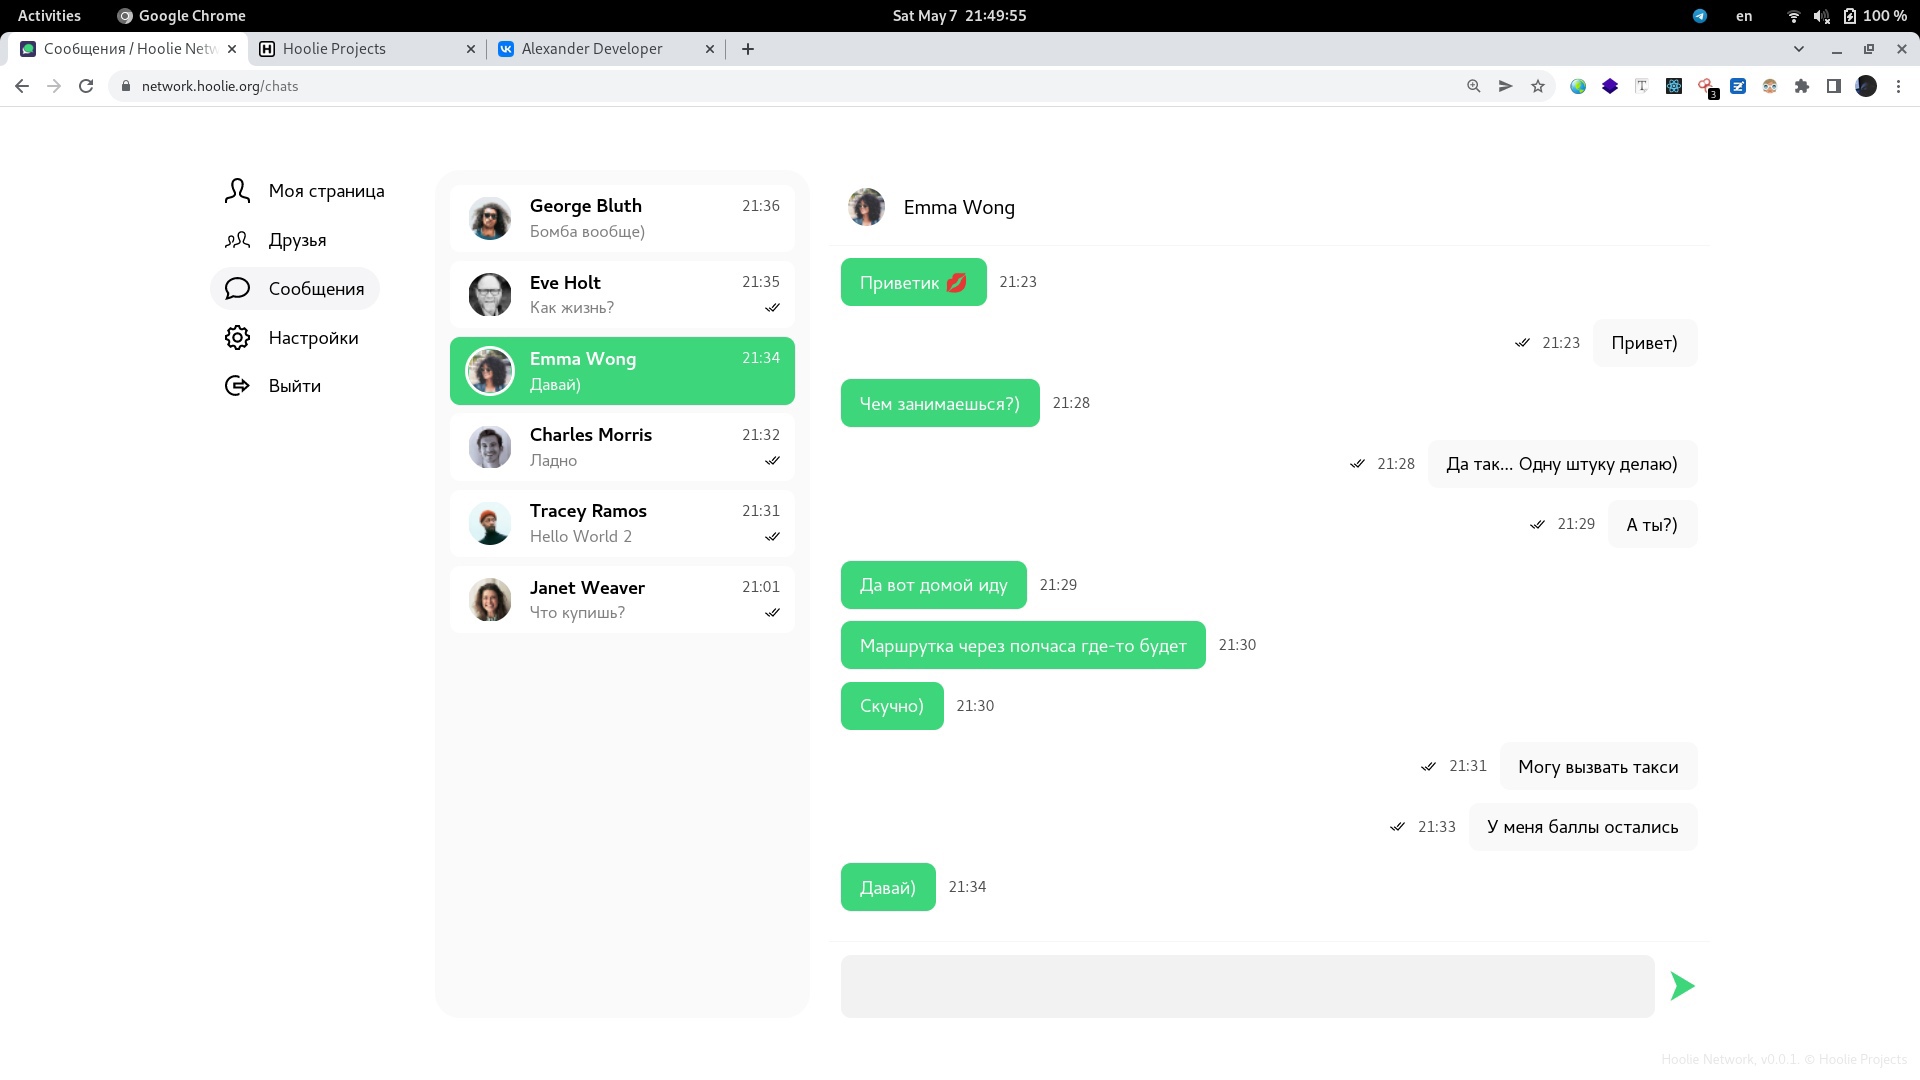 Activities
Google Chrome
Sat May 7 21:49:55
en
100 %
Сообщения / Hoolie Netw
Hoolie Projects
Alexander Developer
network.hoolie.org/chats
3
Моя страница
Друзья
Сообщения
Настройки
Выйти
George Bluth 21:36
Бомба вообще)
Eve Holt 21:35
Как жизнь?
Emma Wong 21:34
Давай)
Charles Morris 21:32
Ладно
Tracey Ramos 21:31
Hello World 2
Janet Weaver 21:01
Что купишь?
Emma Wong
Приветик 💋 21:23
21:23 Привет)
Чем занимаешься?) 21:28
21:28 Да так... Одну штуку делаю)
21:29 А ты?)
Да вот домой иду 21:29
Маршрутка через полчаса где-то будет 21:30
Скучно) 21:30
21:31 Могу вызвать такси
21:33 У меня баллы остались
Давай) 21:34
Hoolie Network, v0.0.1. © Hoolie Projects